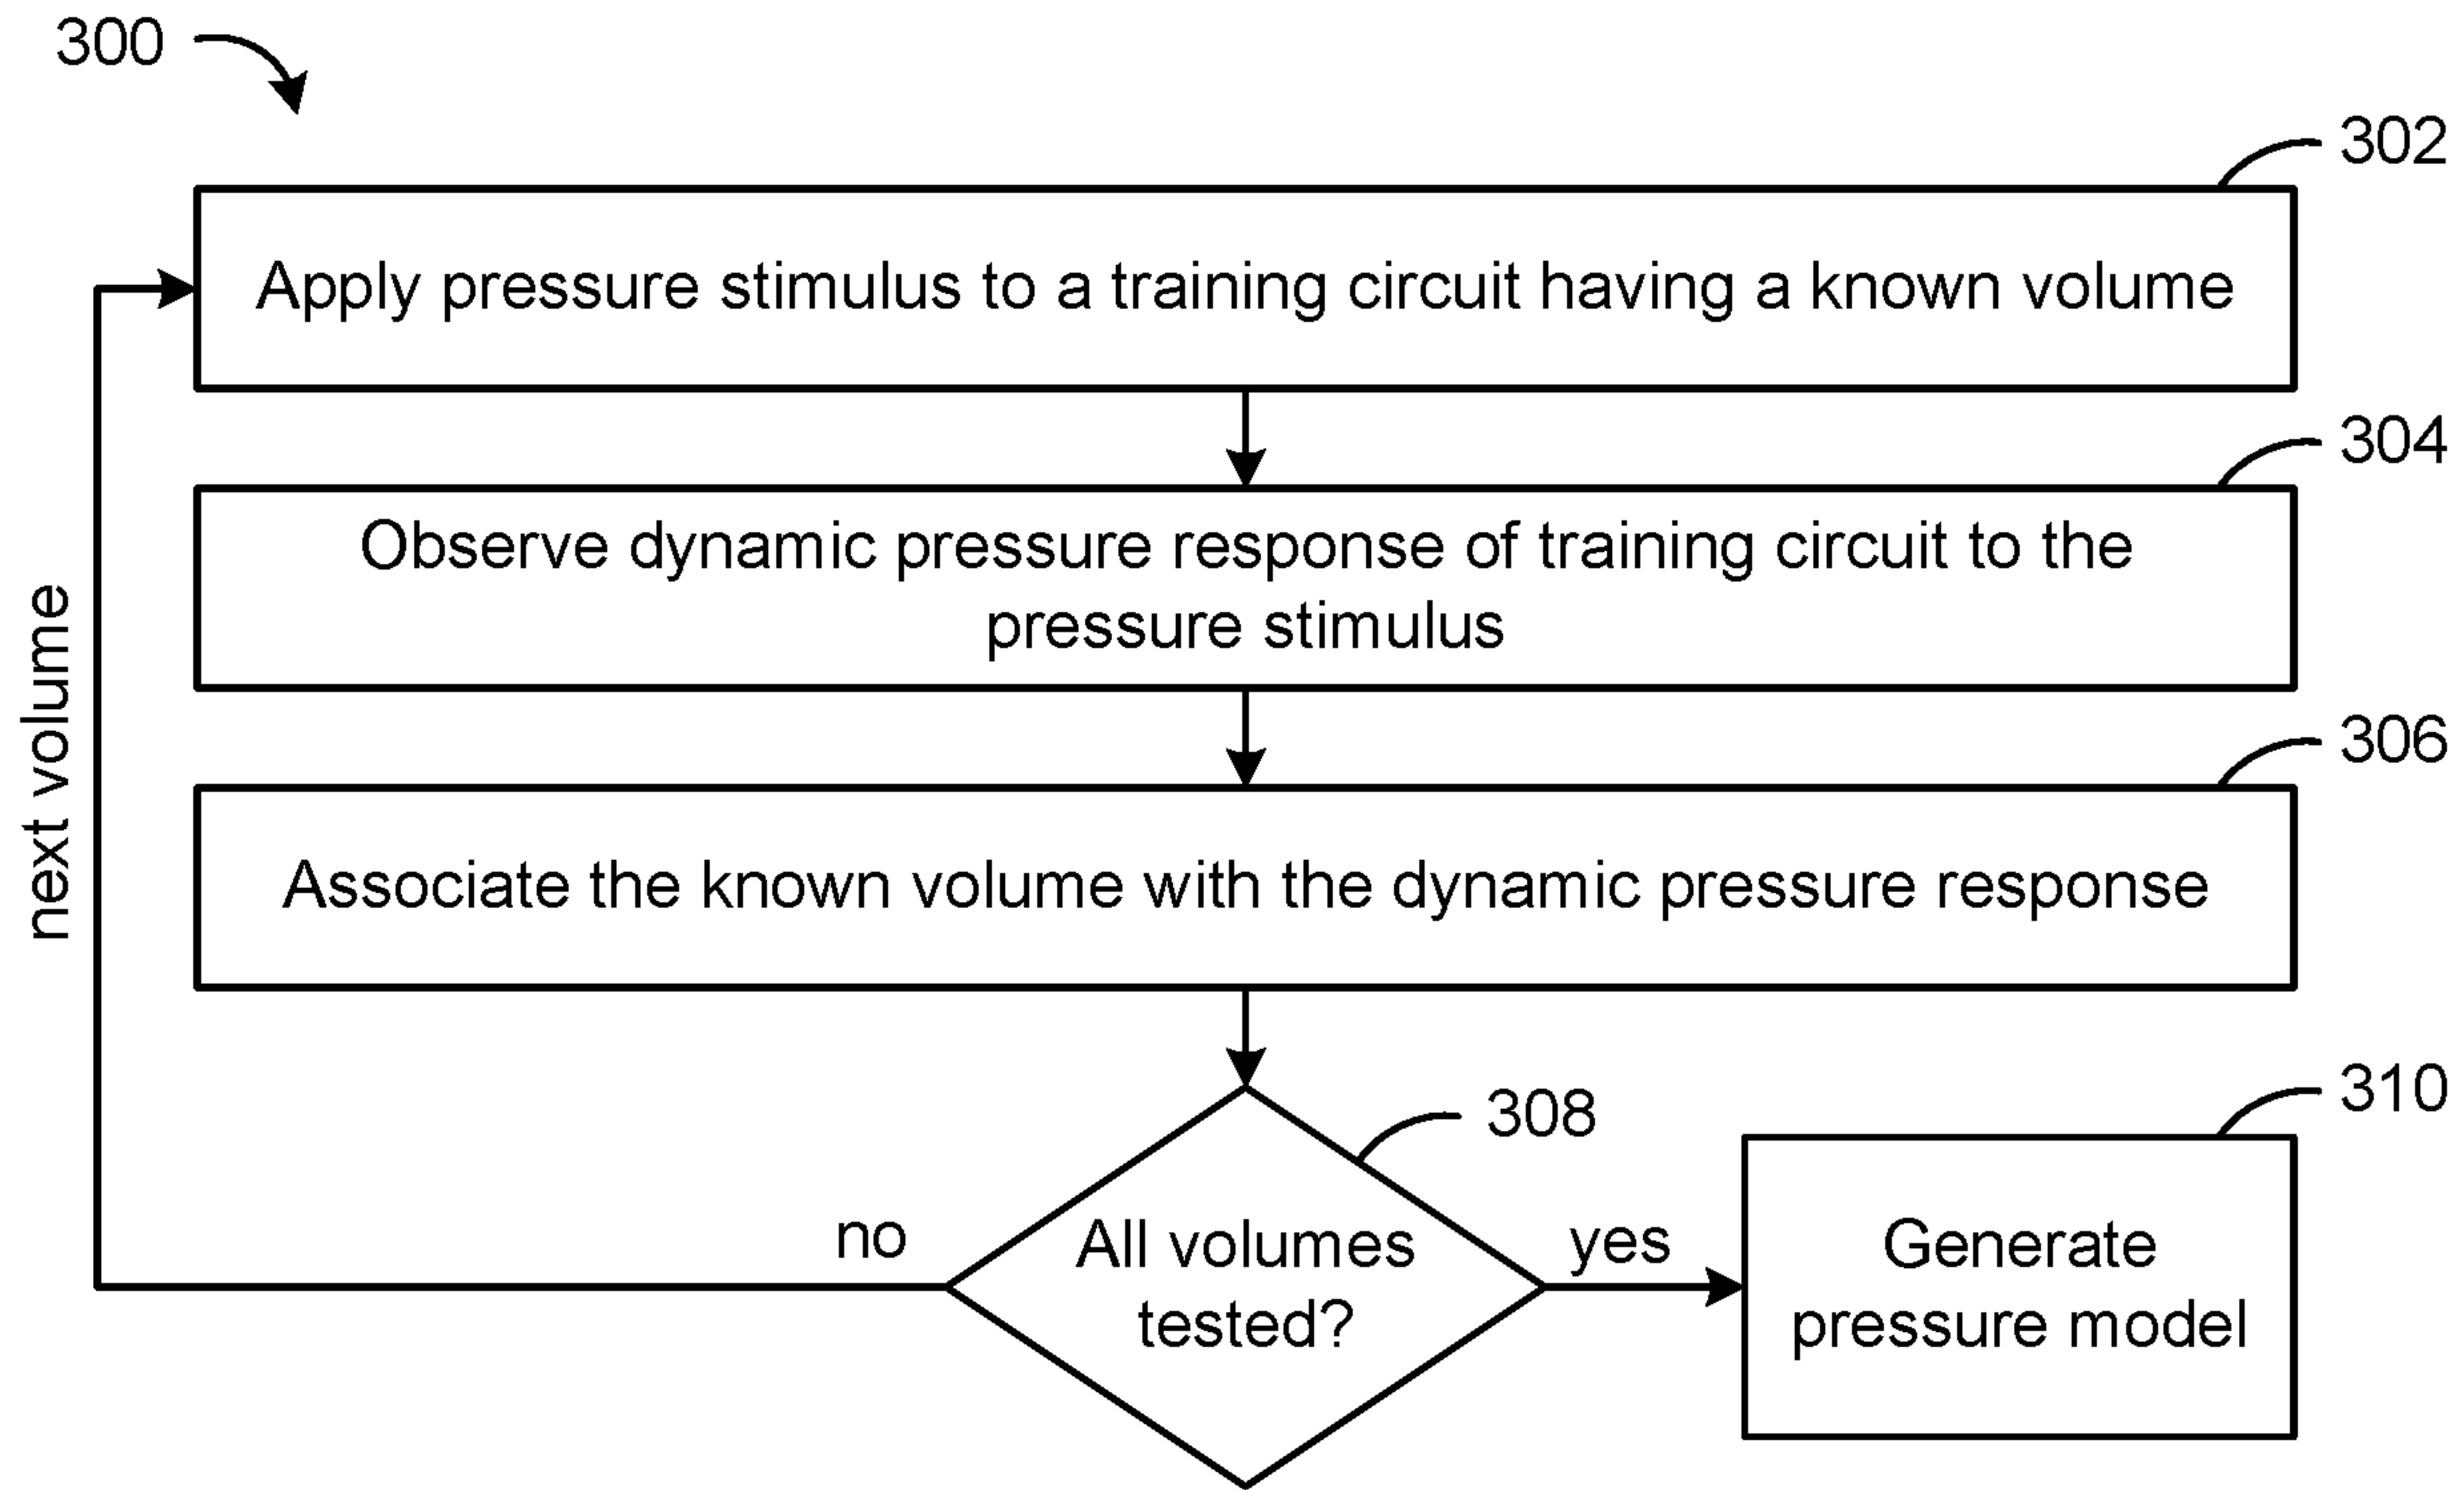 300
302
Apply pressure stimulus to a training circuit having a known volume
304
Observe dynamic pressure response of training circuit to the
pressure stimulus
306
Associate the known volume with the dynamic pressure response
next volume
308
All volumes
tested?
no
yes
310
Generate
pressure model